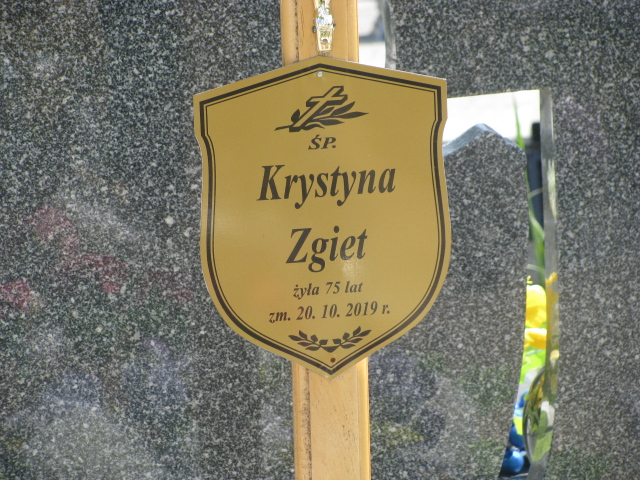 ŚP.
Krystyna
Zgiet
żyła 75 lat
zm. 20. 10. 2019 r.